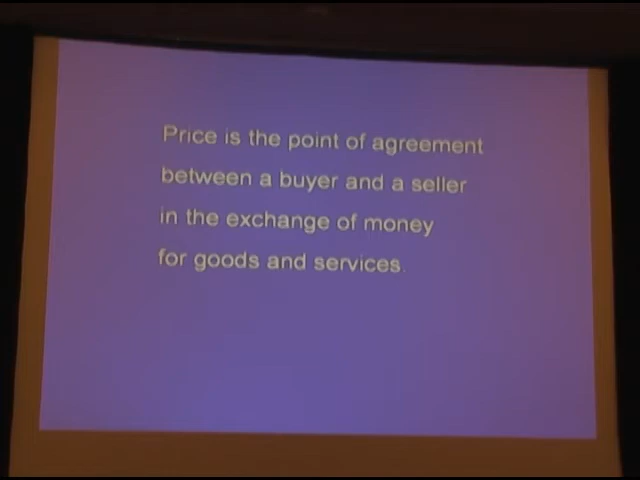 Price is the point of agreement
between a buyer and a seller
in the exchange of money
for goods and services.